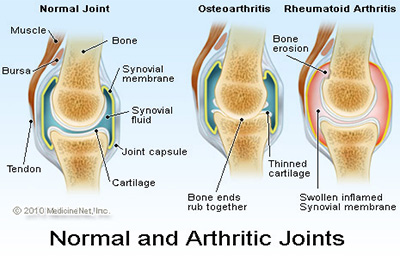 Normal Joint
Muscle
Bone
Bursa
Synovial
membrane
Synovial
fluid
Joint capsule
Tendon
Cartilage
Osteoarthritis
Thinned
cartilage
Bone ends
rub together
Rheumatoid Arthritis
Bone
erosion
Swollen inflamed
Synovial membrane
© 2010 MedicineNet, Inc.
Normal and Arthritic Joints